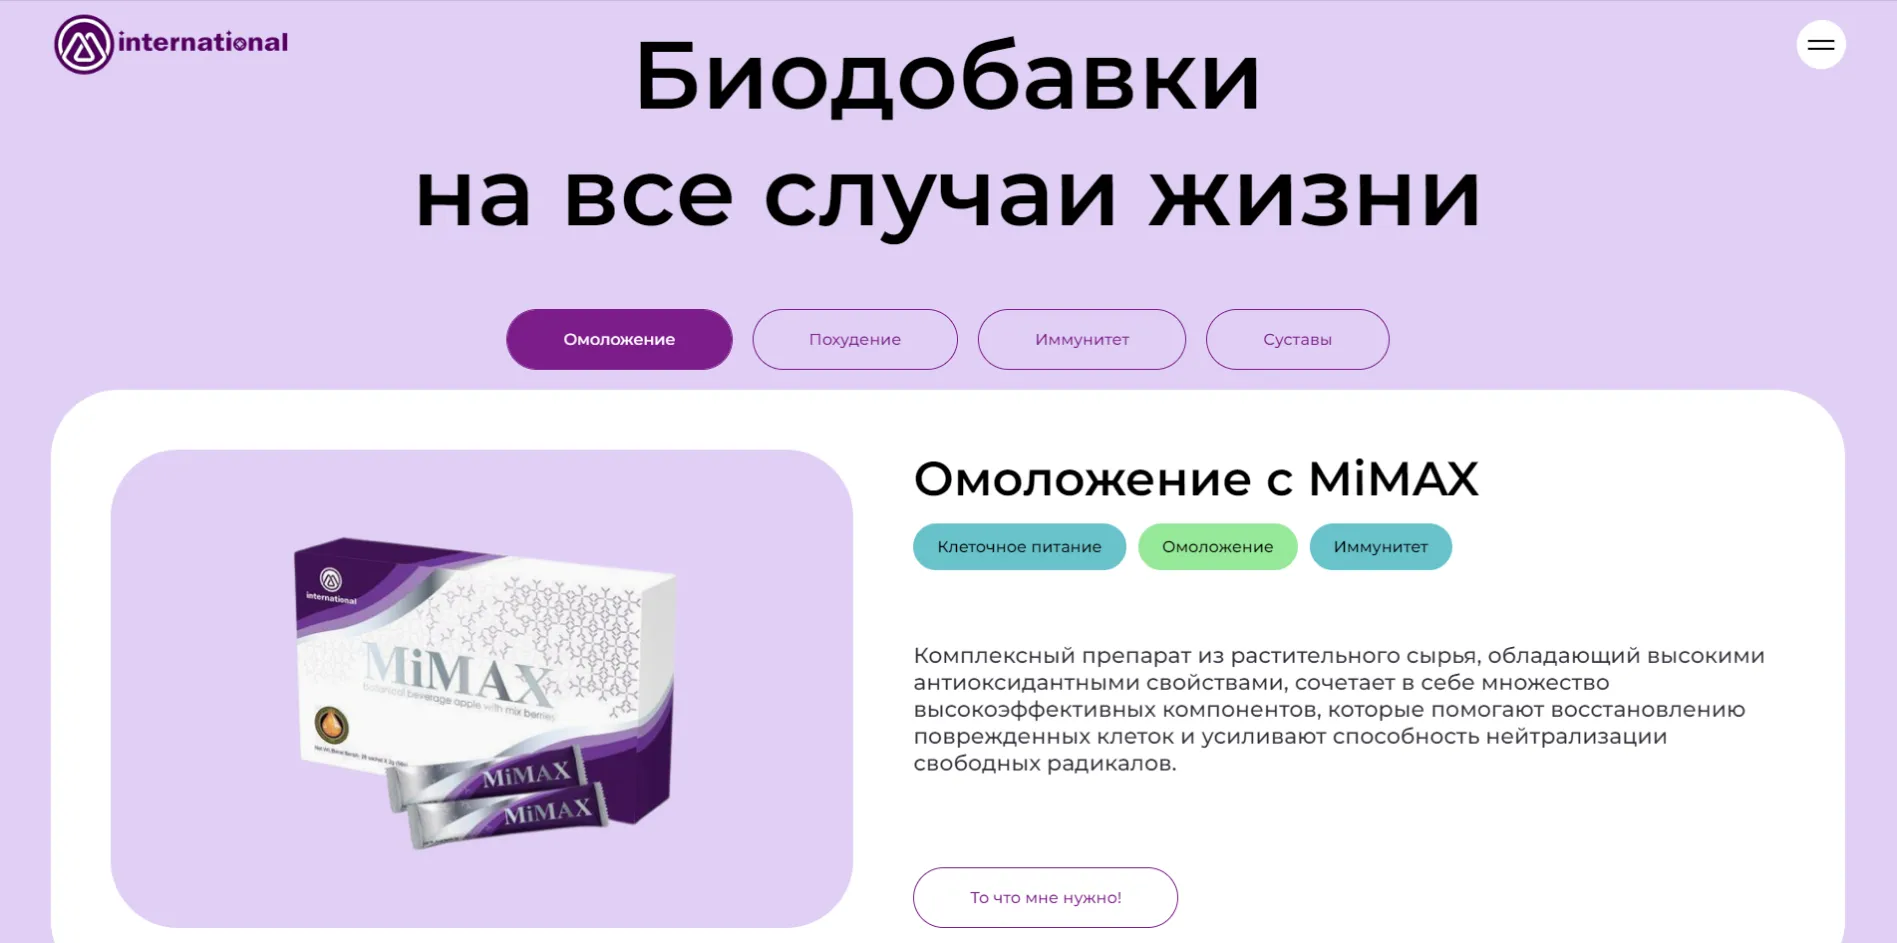 international
Биодобавки
на все случаи жизни
Омоложение
Похудение
Иммунитет
Суставы
Омоложение с MiMAX
Клеточное питание
Омоложение
Иммунитет
Комплексный препарат из растительного сырья, обладающий высокими
антиоксидантными свойствами, сочетает в себе множество
высокоэффективных компонентов, которые помогают восстановлению
поврежденных клеток и усиливают способность нейтрализации
свободных радикалов.
То что мне нужно!
international
MiMAX
botanical beverage apple with mix berries
MiMAX
MiMAX